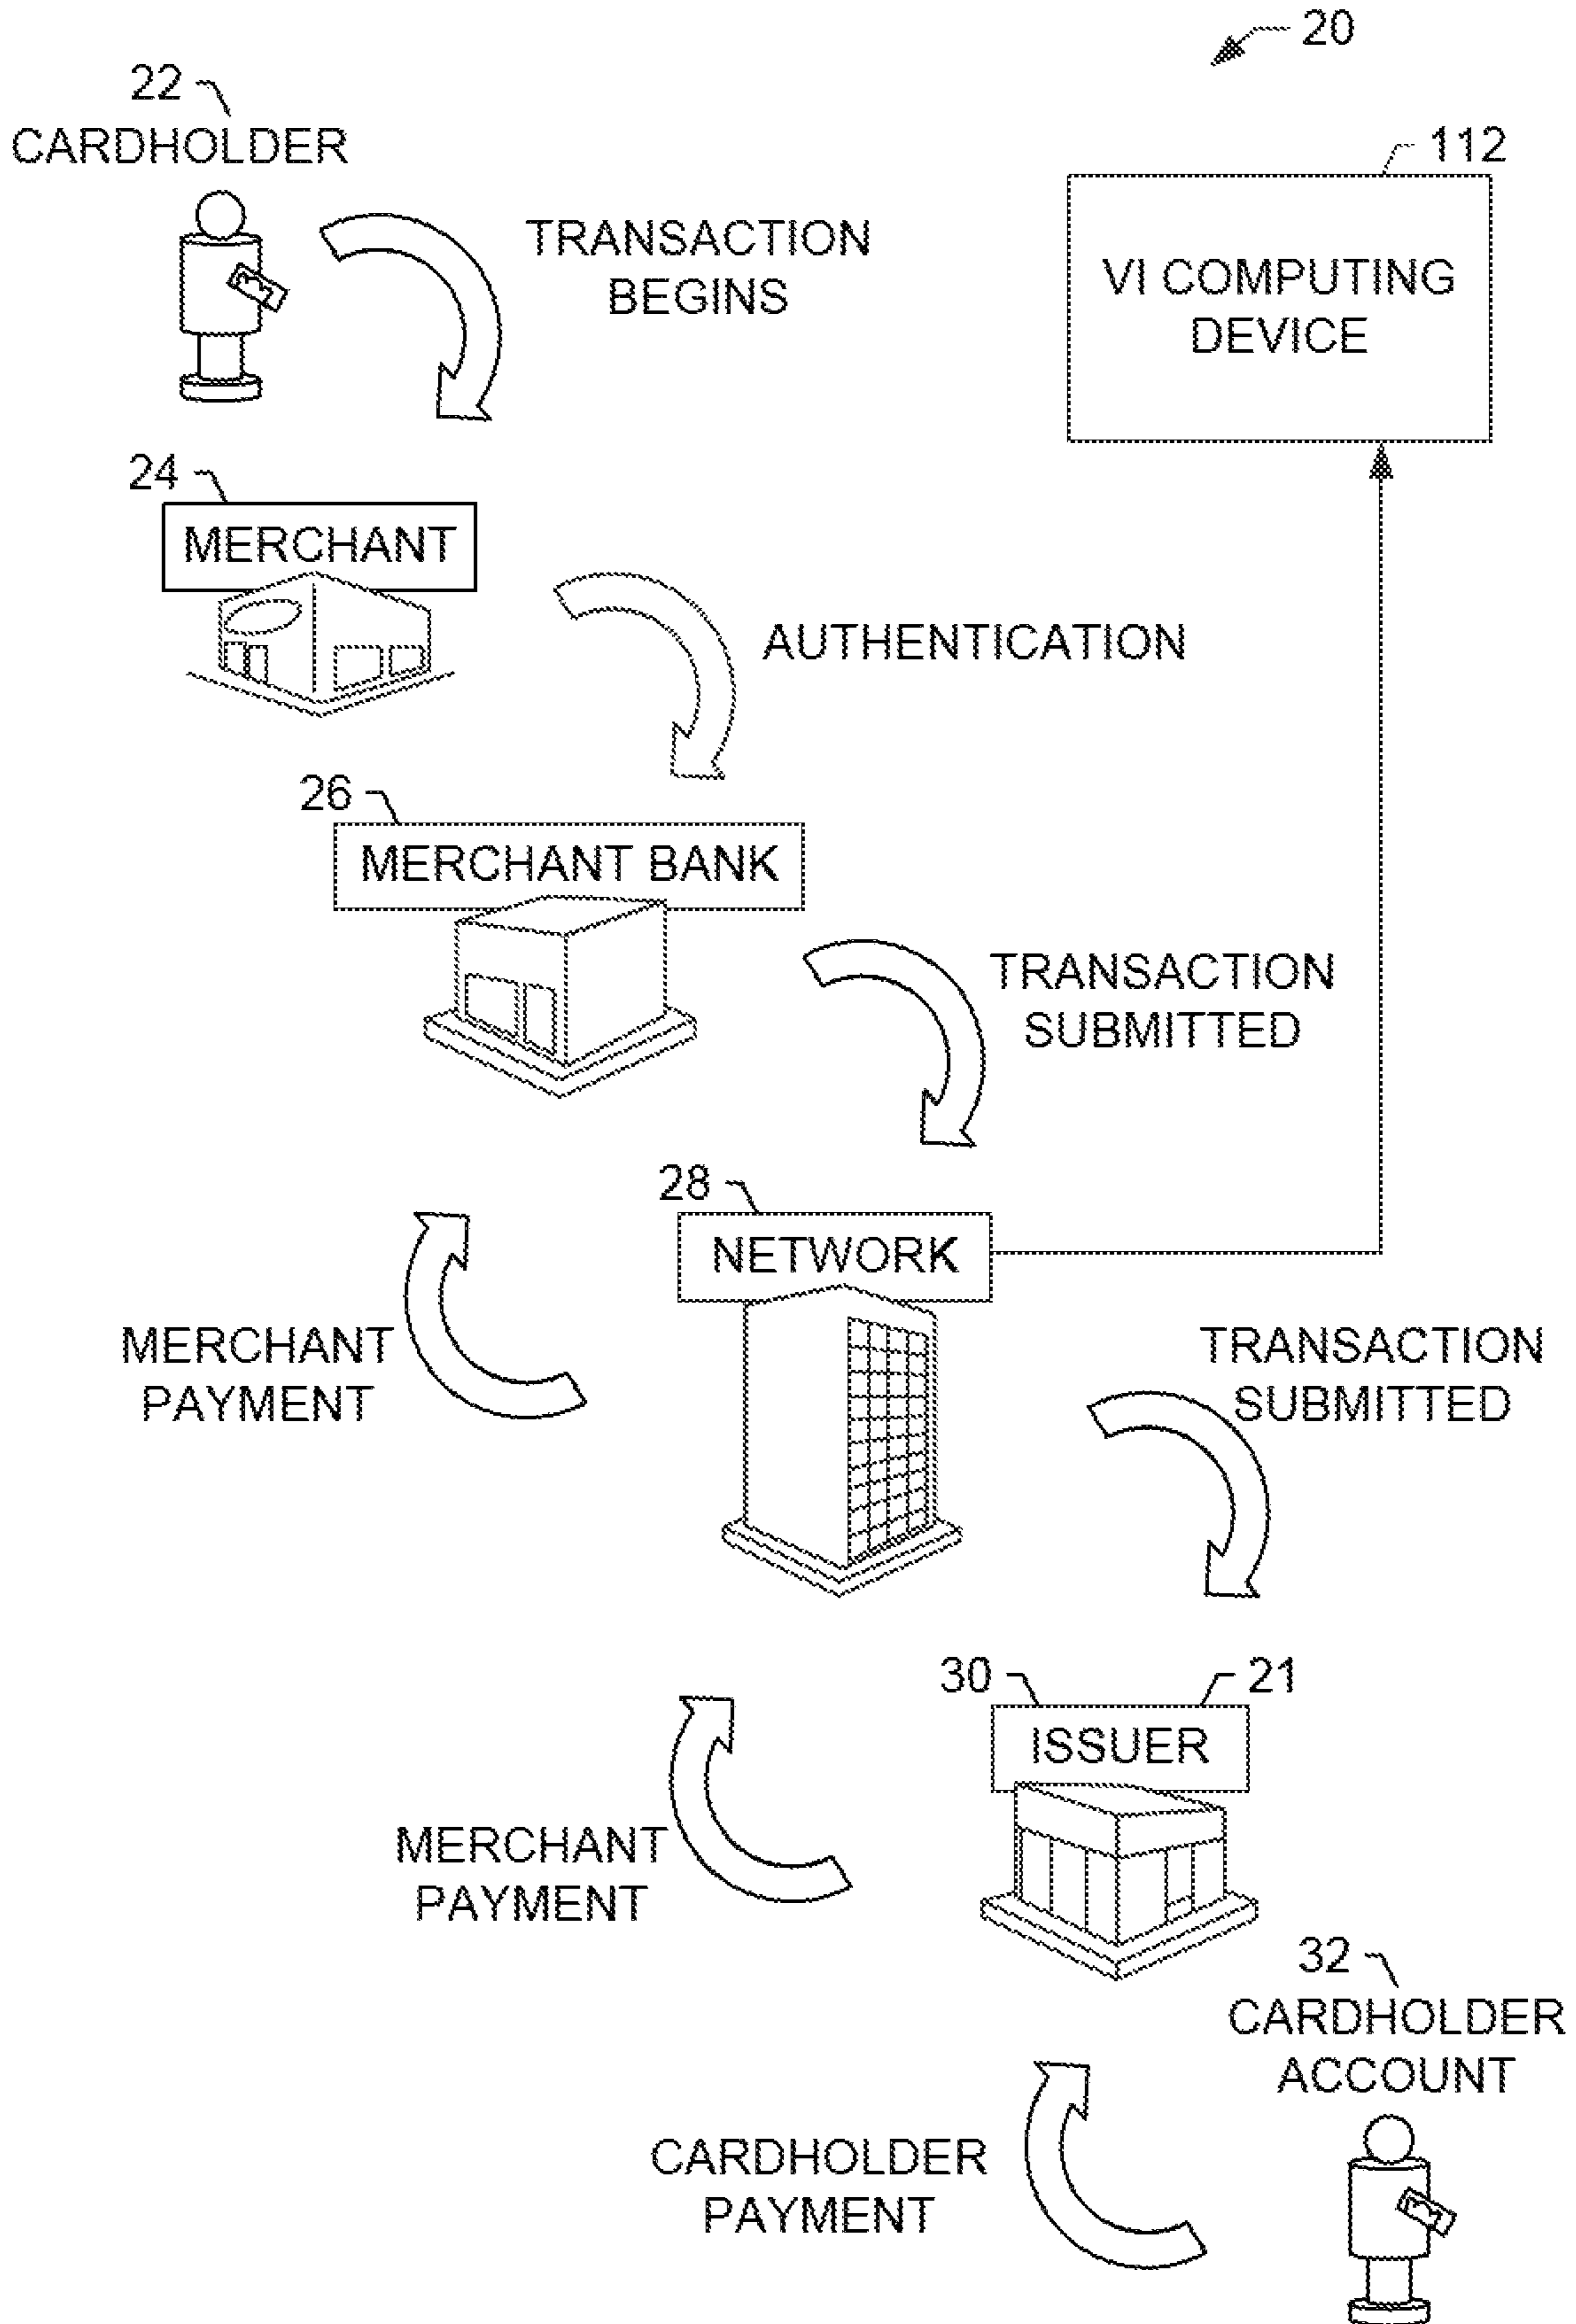 20
22
CARDHOLDER
112
TRANSACTION
BEGINS
VI COMPUTING
DEVICE
24
MERCHANT
AUTHENTICATION
26
MERCHANT BANK
TRANSACTION
SUBMITTED
28
NETWORK
MERCHANT
PAYMENT
TRANSACTION
SUBMITTED
30
21
ISSUER
MERCHANT
PAYMENT
32
CARDHOLDER
ACCOUNT
CARDHOLDER
PAYMENT